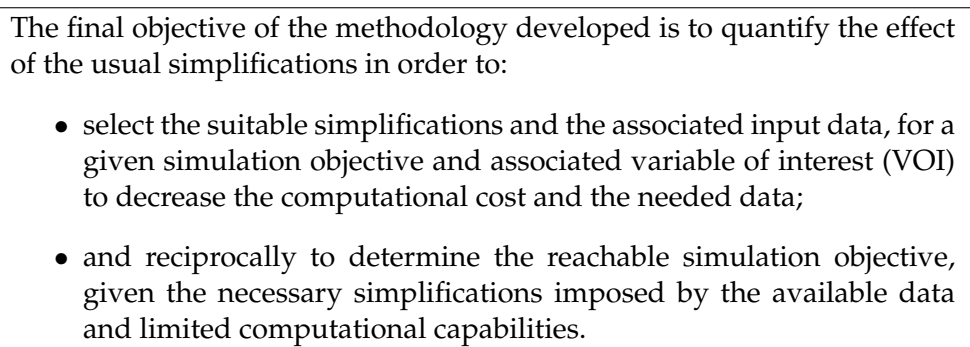 The final objective of the methodology developed is to quantify the effect
of the usual simplifications in order to:
• select the suitable simplifications and the associated input data, for a
given simulation objective and associated variable of interest (VOI)
to decrease the computational cost and the needed data;
• and reciprocally to determine the reachable simulation objective,
given the necessary simplifications imposed by the available data
and limited computational capabilities.